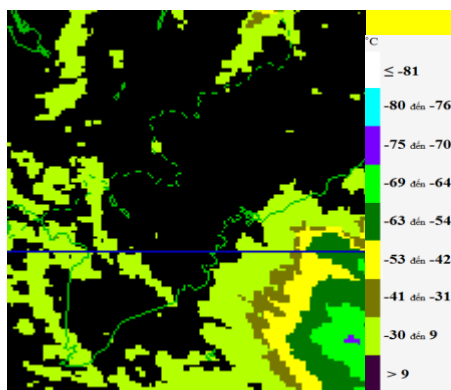 °C
≤ -81
-80 đến -76
-75 đến -70
-69 đến -64
-63 đến -54
-53 đến -42
-41 đến -31
-30 đến 9
> 9